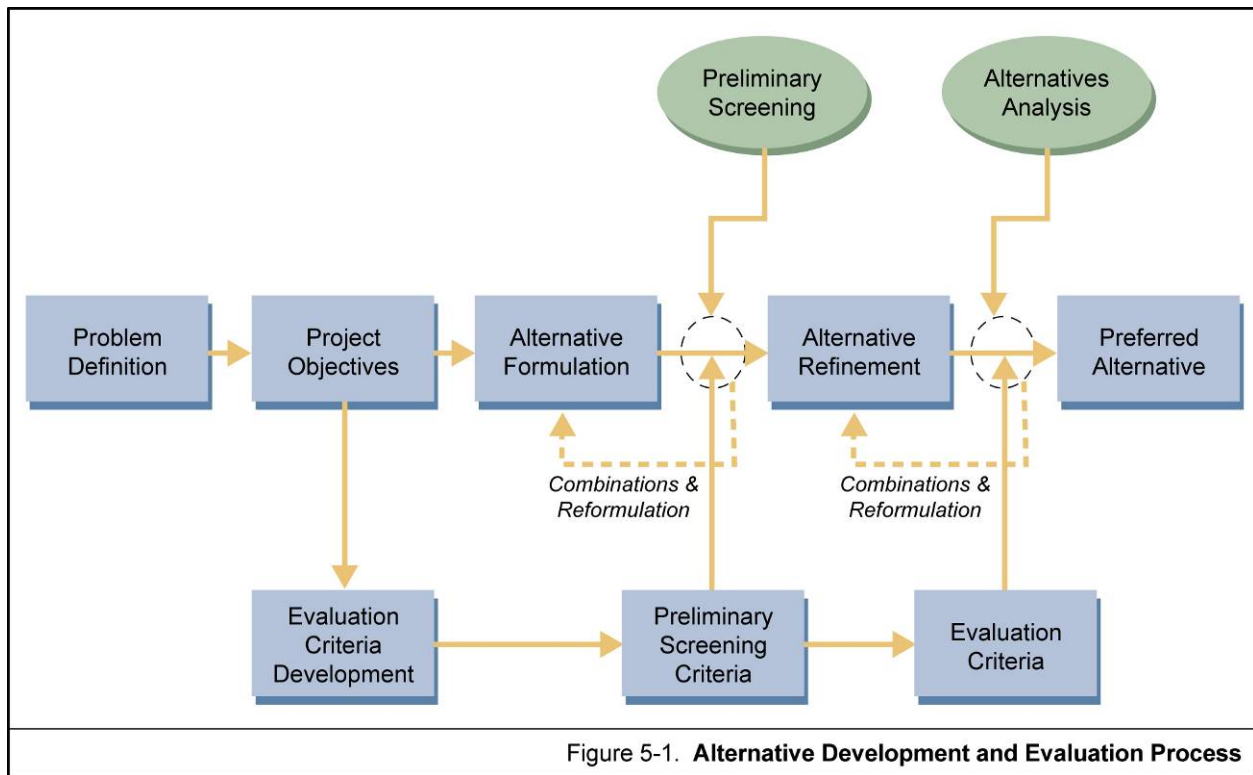 Preliminary
Screening
Alternatives
Analysis
Problem
Definition
Project
Objectives
Alternative
Formulation
Alternative
Refinement
Preferred
Alternative
Combinations &
Reformulation
Combinations &
Reformulation
Evaluation
Criteria
Development
Preliminary
Screening
Criteria
Evaluation
Criteria
Figure 5-1. Alternative Development and Evaluation Process